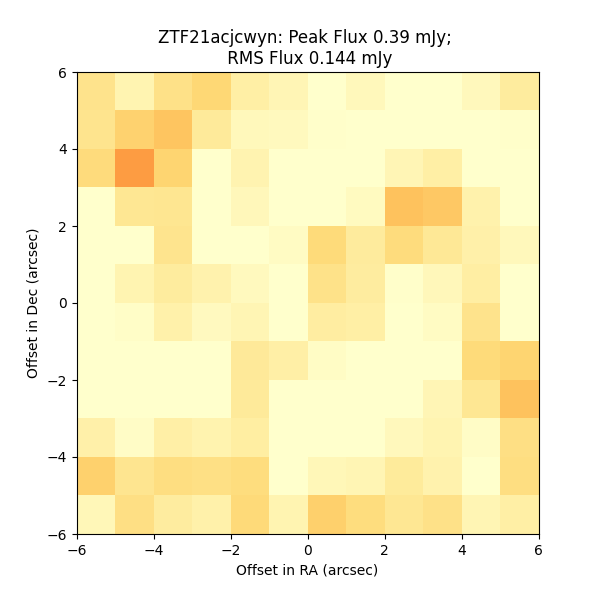 ZTF21acjcwyn: Peak Flux 0.39 mJy;
RMS Flux 0.144 mJy
6
4
2
0
−2
−4
−6
Offset in Dec (arcsec)
−6 −4 −2 0 2 4 6
Offset in RA (arcsec)